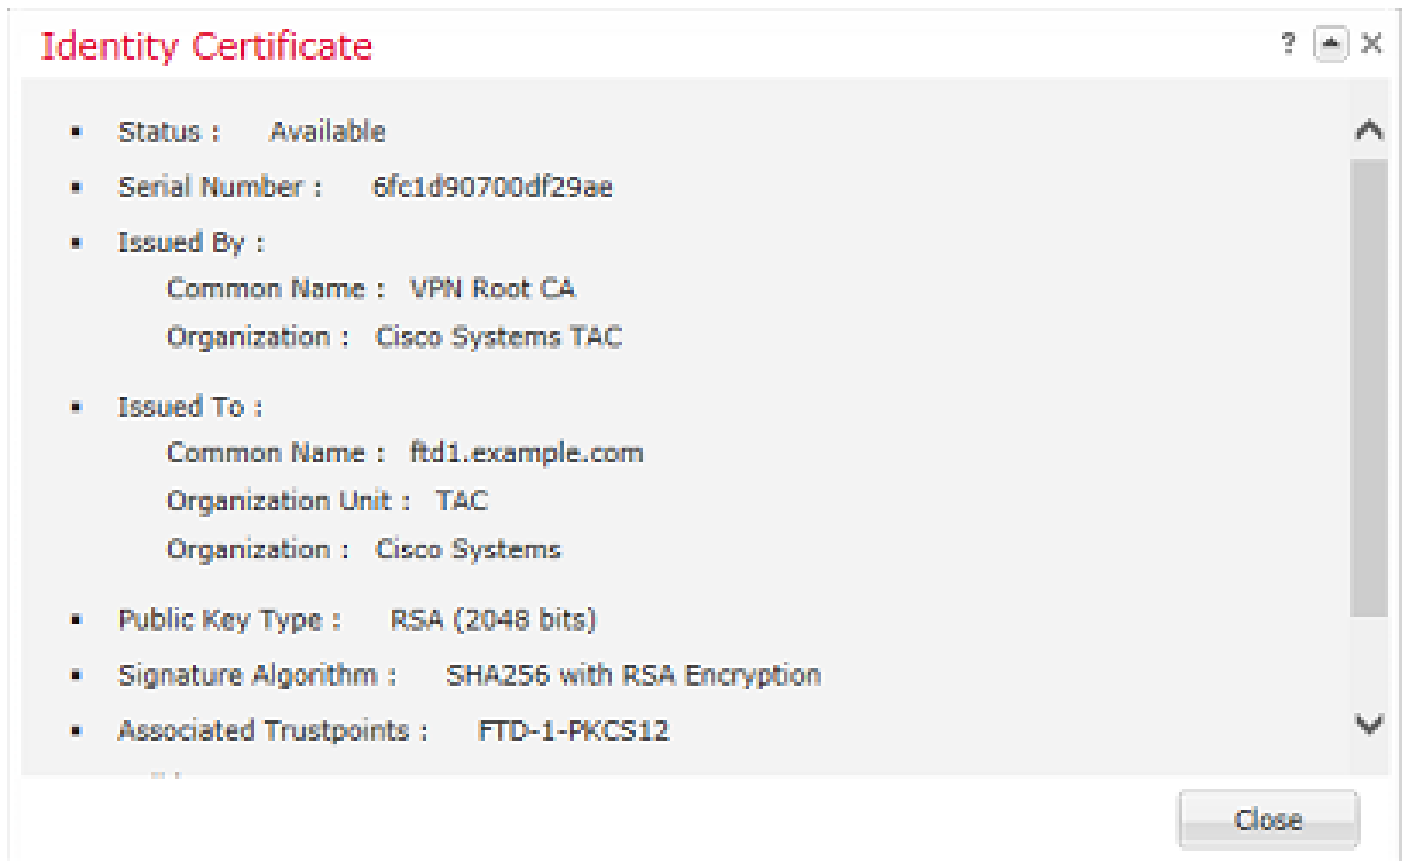 Identity Certificate ?
▪ Status : Available
▪ Serial Number : 6fc1d90700df29ae
▪ Issued By :
Common Name : VPN Root CA
Organization : Cisco Systems TAC
▪ Issued To :
Common Name : ftd1.example.com
Organization Unit : TAC
Organization : Cisco Systems
▪ Public Key Type : RSA (2048 bits)
▪ Signature Algorithm : SHA256 with RSA Encryption
▪ Associated Trustpoints : FTD-1-PKCS12
Close